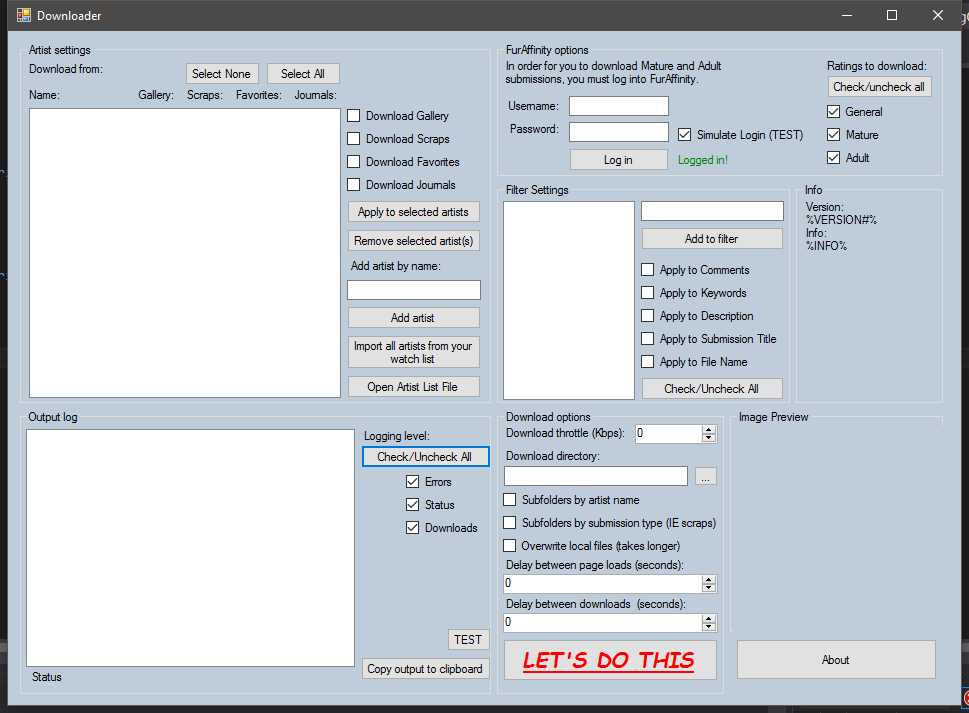 Downloader
Artist settings
Download from:
Select None
Select All
Name:
Gallery:
Scraps:
Favorites:
Journals:
Download Gallery
Download Scraps
Download Favorites
Download Journals
Apply to selected artists
Remove selected artist(s)
Add artist by name:
Add artist
Import all artists from your
watch list
Open Artist List File
FurAffinity options
In order for you to download Mature and Adult
submissions, you must log into FurAffinity.
Username:
Password:
Simulate Login (TEST)
Log in
Logged in!
Ratings to download:
Check/uncheck all
General
Mature
Adult
Filter Settings
Add to filter
Apply to Comments
Apply to Keywords
Apply to Description
Apply to Submission Title
Apply to File Name
Check/Uncheck All
Info
Version:
%VERSION#%
Info:
%INFO%
Output log
Logging level:
Check/Uncheck All
Errors
Status
Downloads
TEST
Copy output to clipboard
Status
Download options
Download throttle (Kbps):
0
Download directory:
...
Subfolders by artist name
Subfolders by submission type (IE scraps)
Overwrite local files (takes longer)
Delay between page loads (seconds):
0
Delay between downloads (seconds):
0
LET'S DO THIS
Image Preview
About